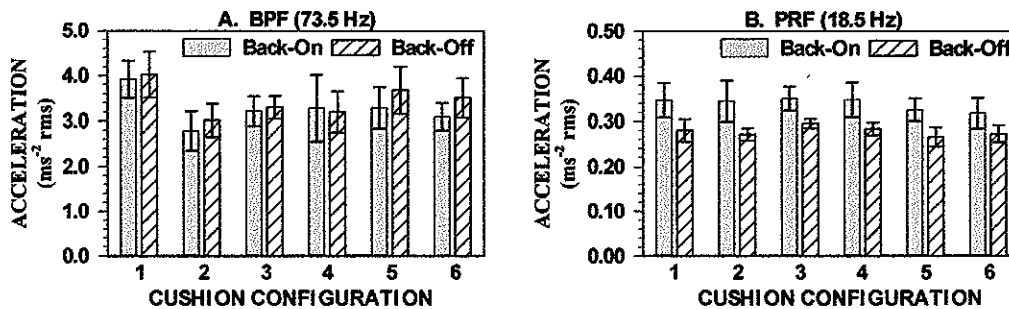 A. BPF (73.5 Hz)
Back-On
Back-Off
5.0
4.0
3.0
2.0
1.0
0.0
ACCELERATION
(ms-2 rms)
1 2 3 4 5 6
CUSHION CONFIGURATION
B. PRF (18.5 Hz)
Back-On
Back-Off
0.50
0.40
0.30
0.20
0.10
0.00
ACCELERATION
(ms-2 rms)
1 2 3 4 5 6
CUSHION CONFIGURATION